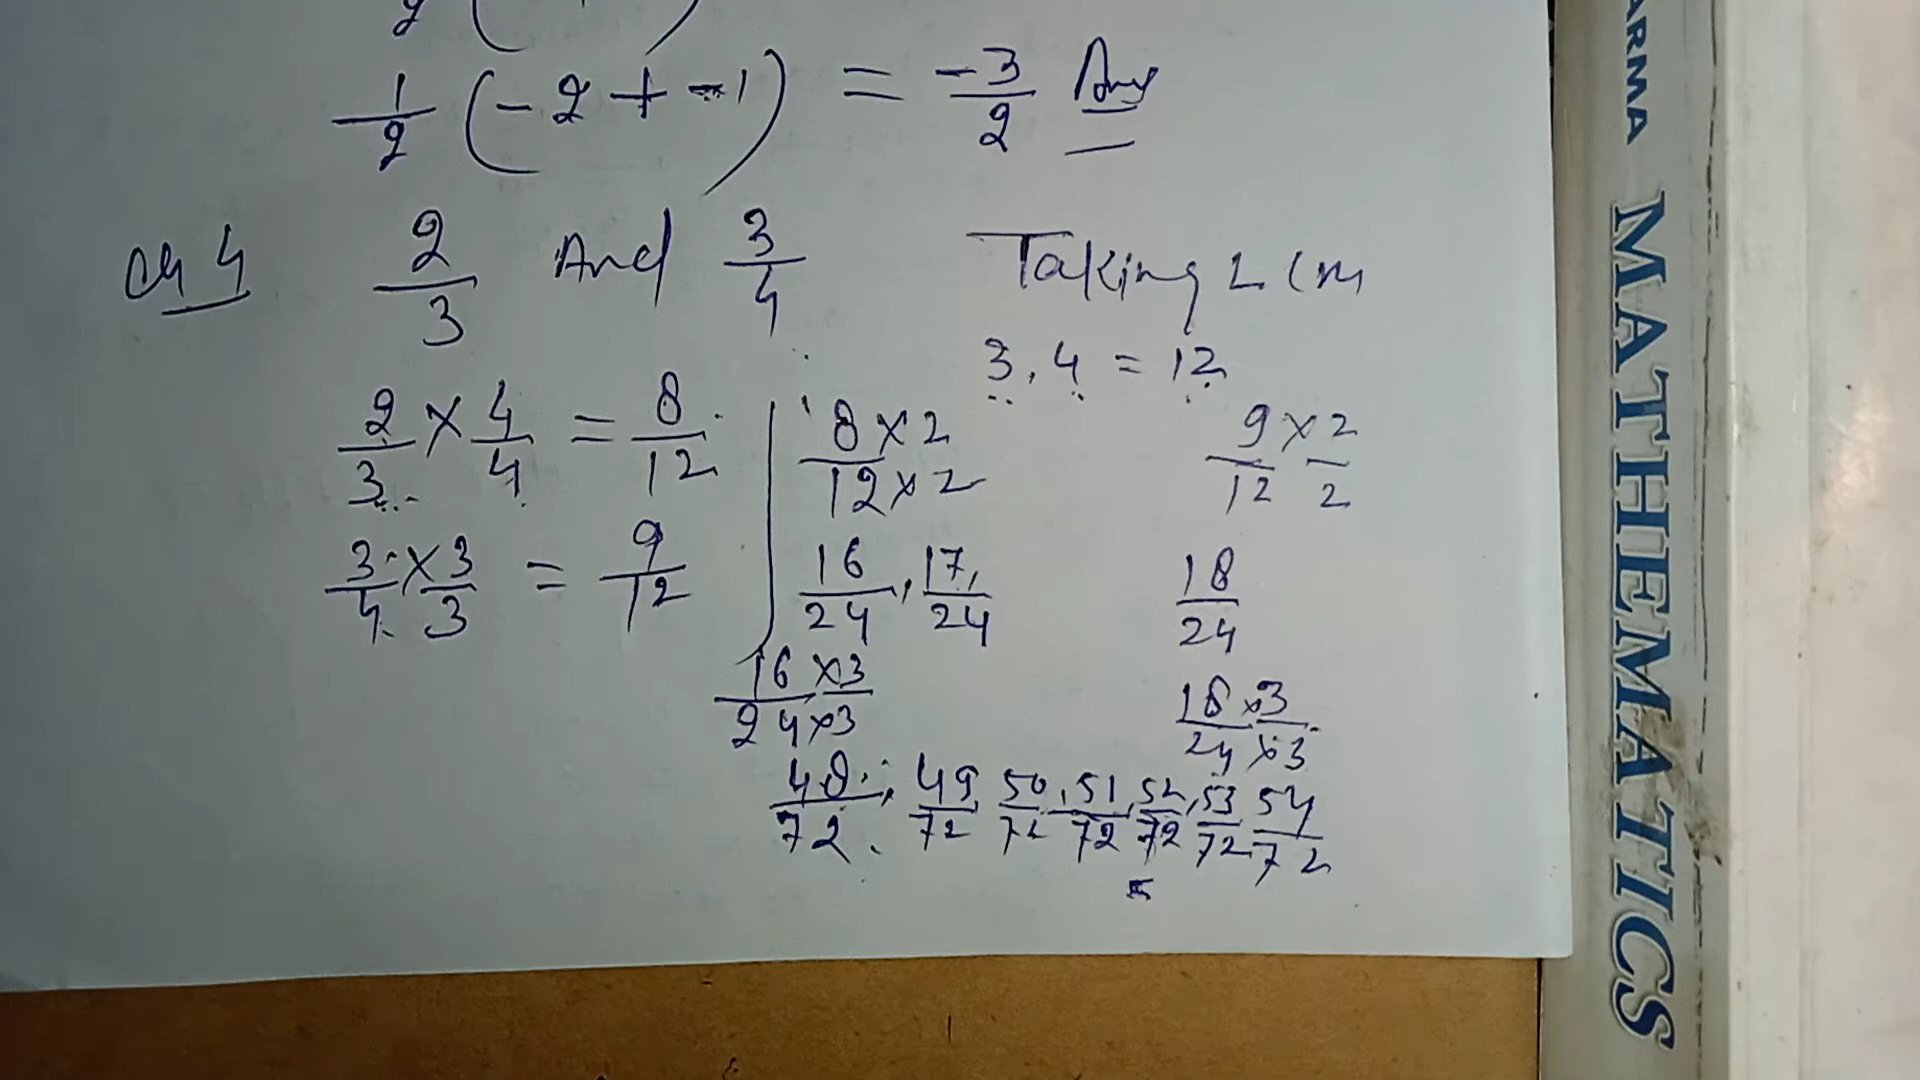 1/2 (-2 + -1) = -3/2 Ans
Q4 2/3 And 3/4 Taking LCM
3, 4 = 12
2/3 × 4/4 = 8/12 8×2/12×2 9/12 × 2/2
3/4 × 3/3 = 9/12 16/24, 17/24 18/24
16×3/24×3 18×3/24×3
48/72, 49/72, 50/72, 51/72, 52/72, 53/72 54/72
ARMA MATHEMATICS